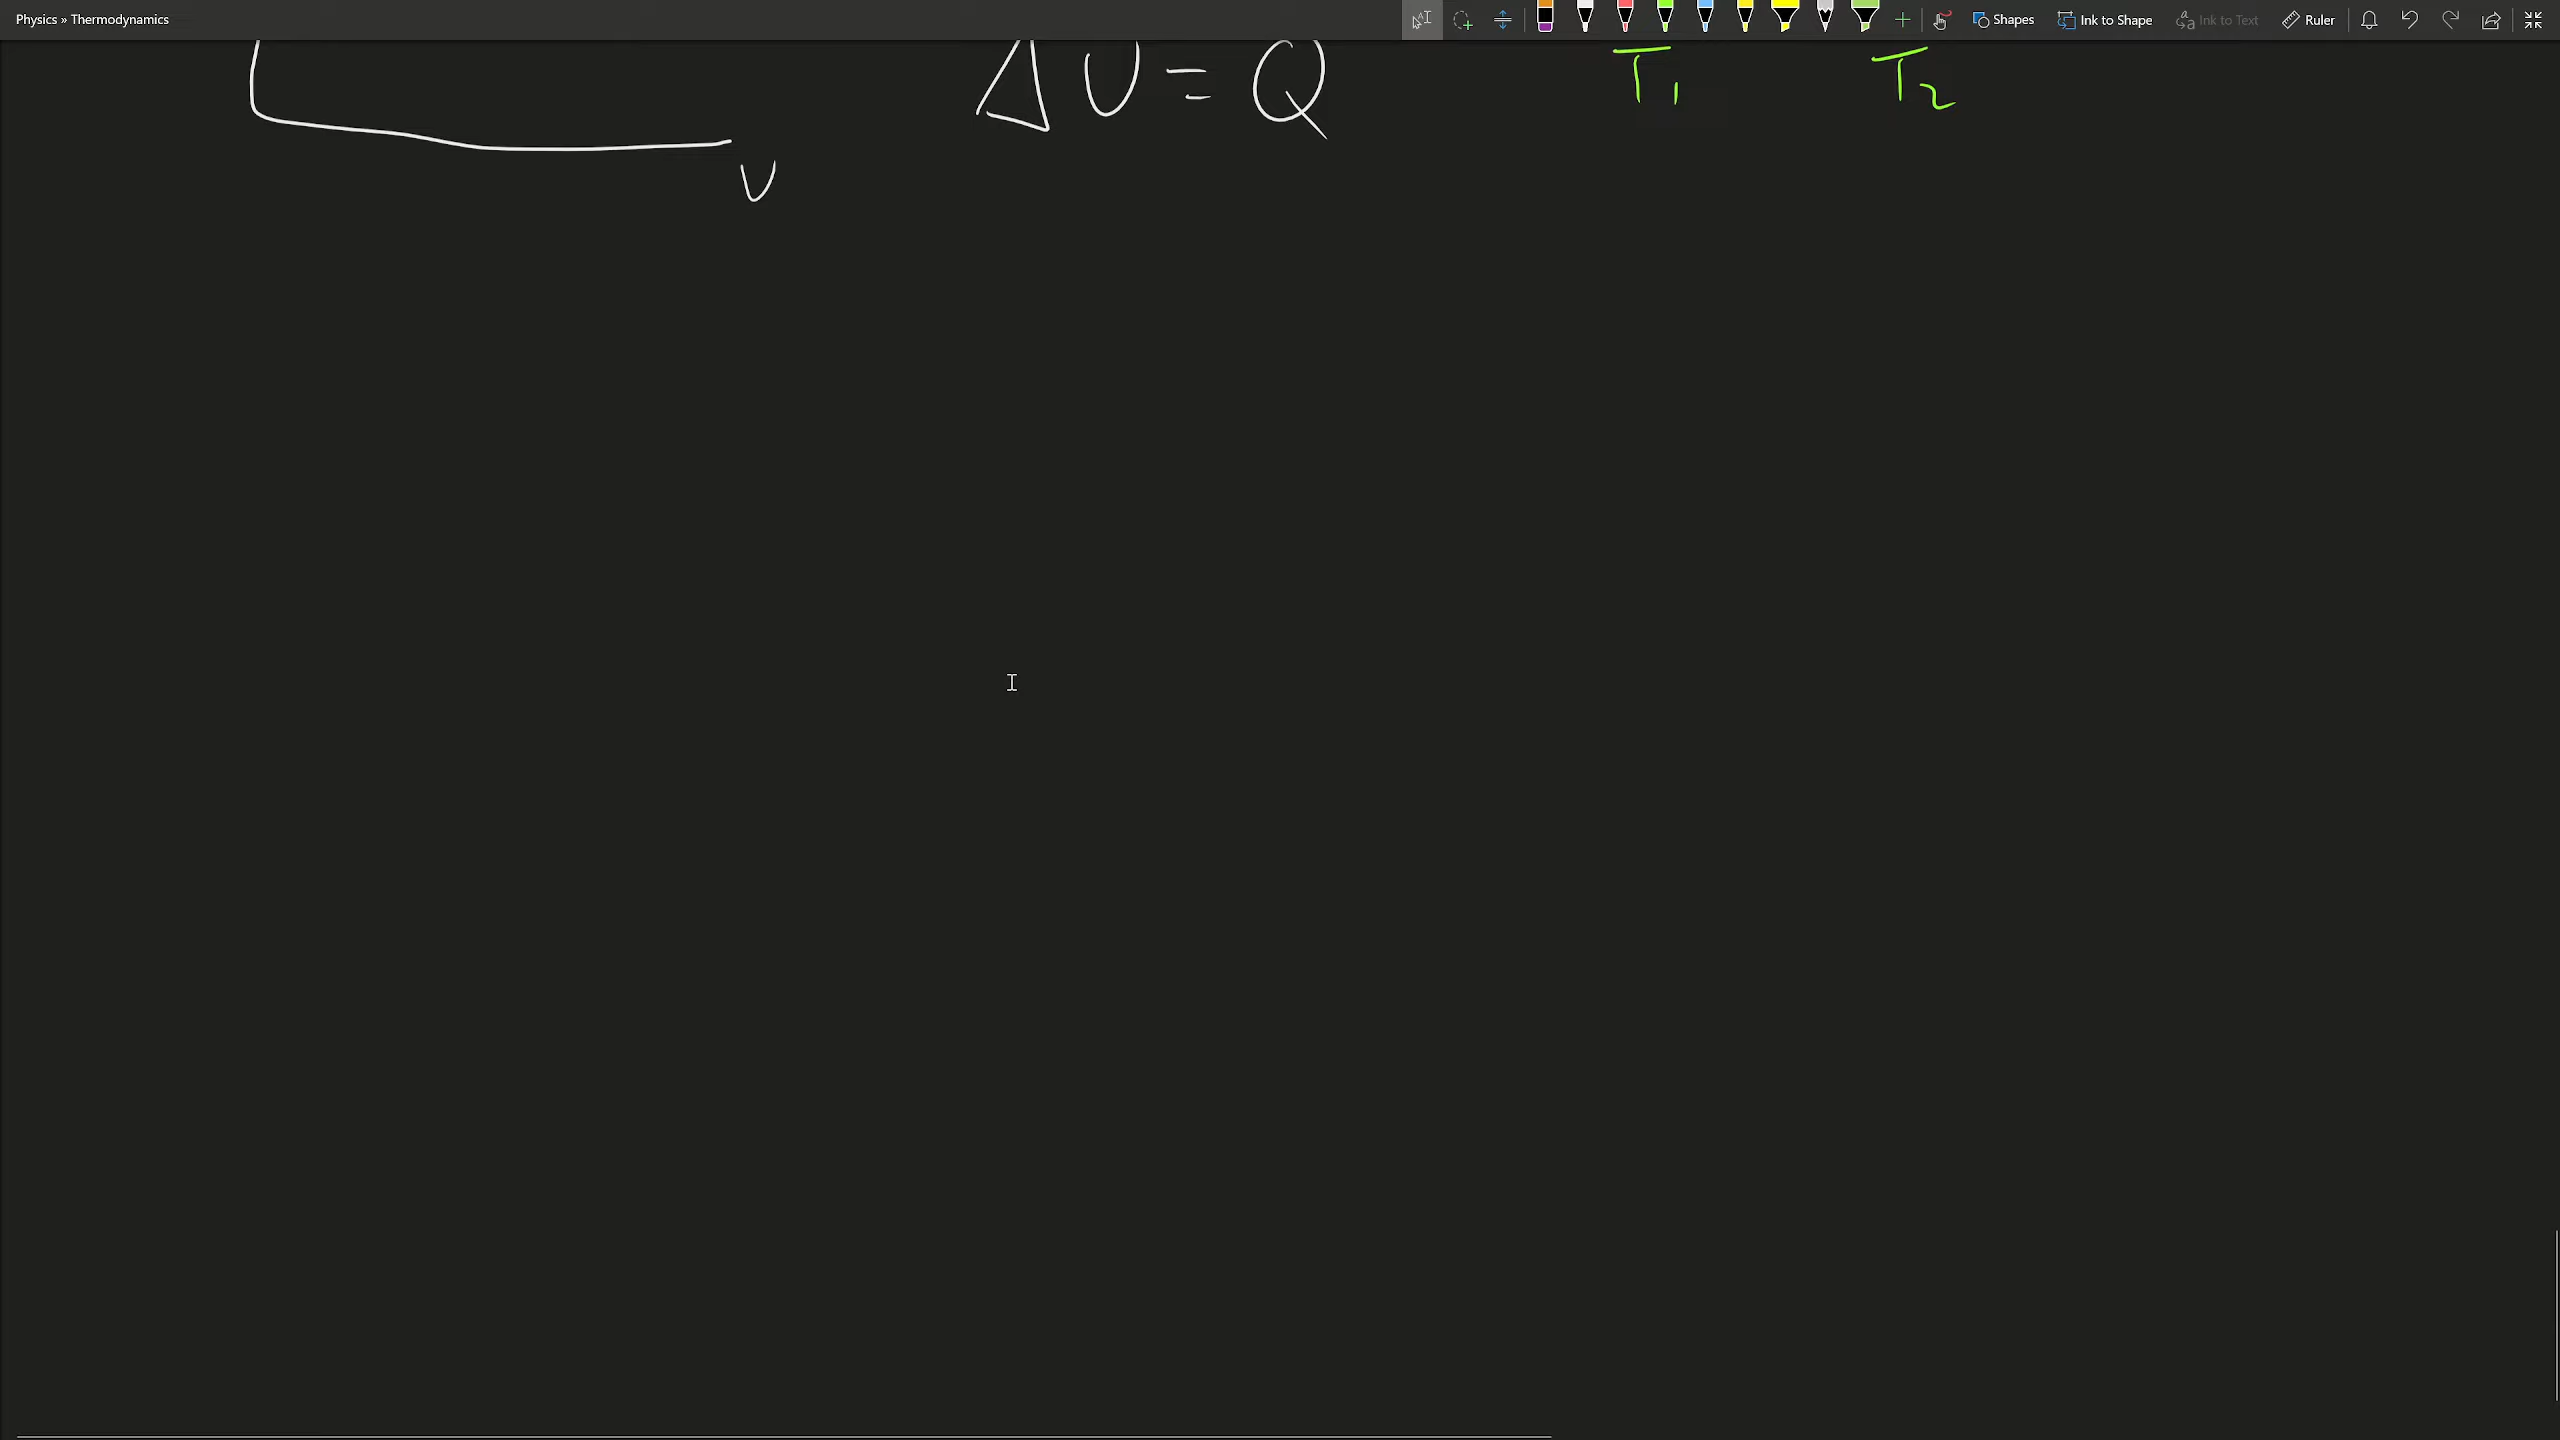 Physics » Thermodynamics
Shapes
Ink to Shape
Ink to Text
Ruler
ΔU = Q
T₁
T₂
V